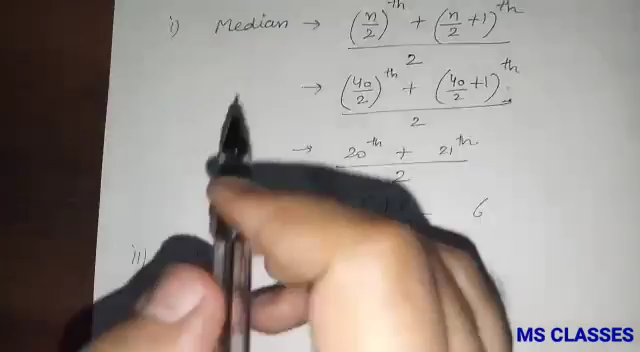 i) Median → (n/2)^th + (n/2 + 1)^th / 2
→ (40/2)^th + (40/2 + 1)^th / 2
→ 20^th + 21^th / 2
6
iii)
MS CLASSES